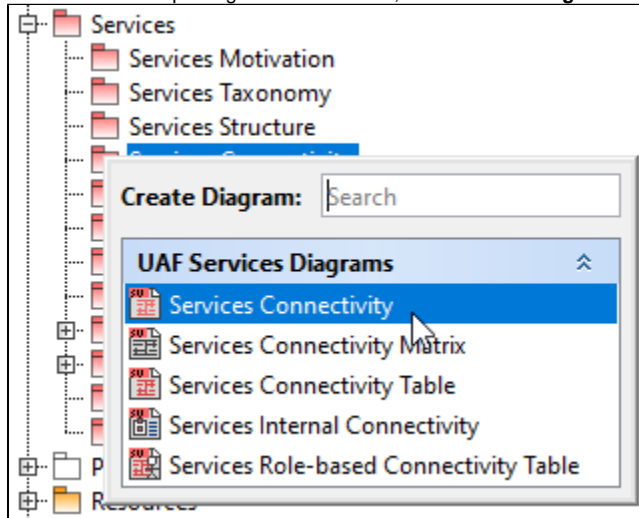 Services
Services Motivation
Services Taxonomy
Services Structure
Create Diagram: Search
UAF Services Diagrams
Services Connectivity
Services Connectivity Matrix
Services Connectivity Table
Services Internal Connectivity
Services Role-based Connectivity Table
P
Resources